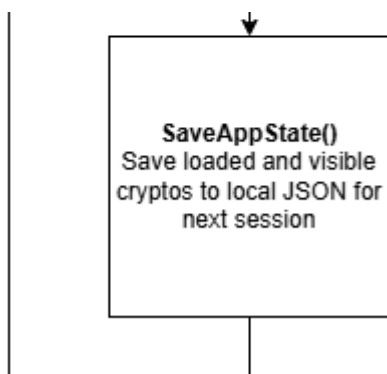 SaveAppState()
Save loaded and visible
cryptos to local JSON for
next session